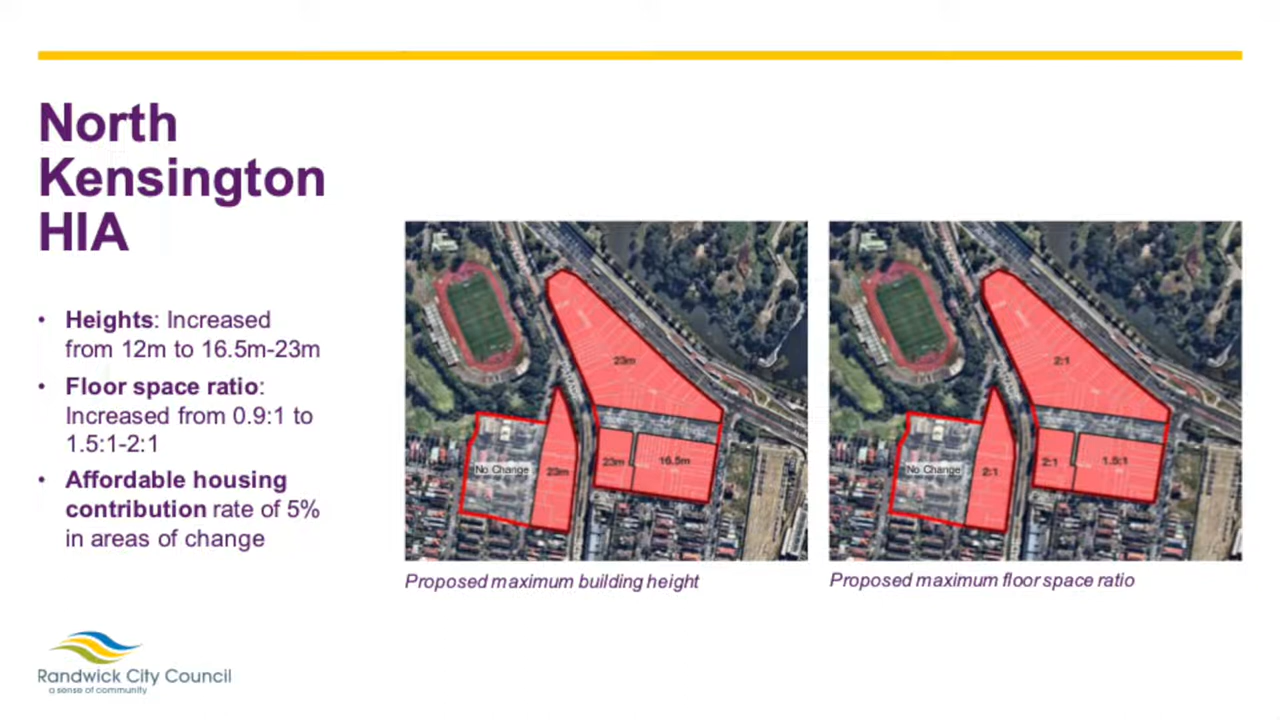 North
Kensington
HIA
• Heights: Increased
from 12m to 16.5m-23m
• Floor space ratio:
Increased from 0.9:1 to
1.5:1-2:1
• Affordable housing
contribution rate of 5%
in areas of change
23m
No Change
23m
23m
16.5m
Proposed maximum building height
2:1
No Change
2:1
2:1
1.5:1
Proposed maximum floor space ratio
Randwick City Council
a sense of community